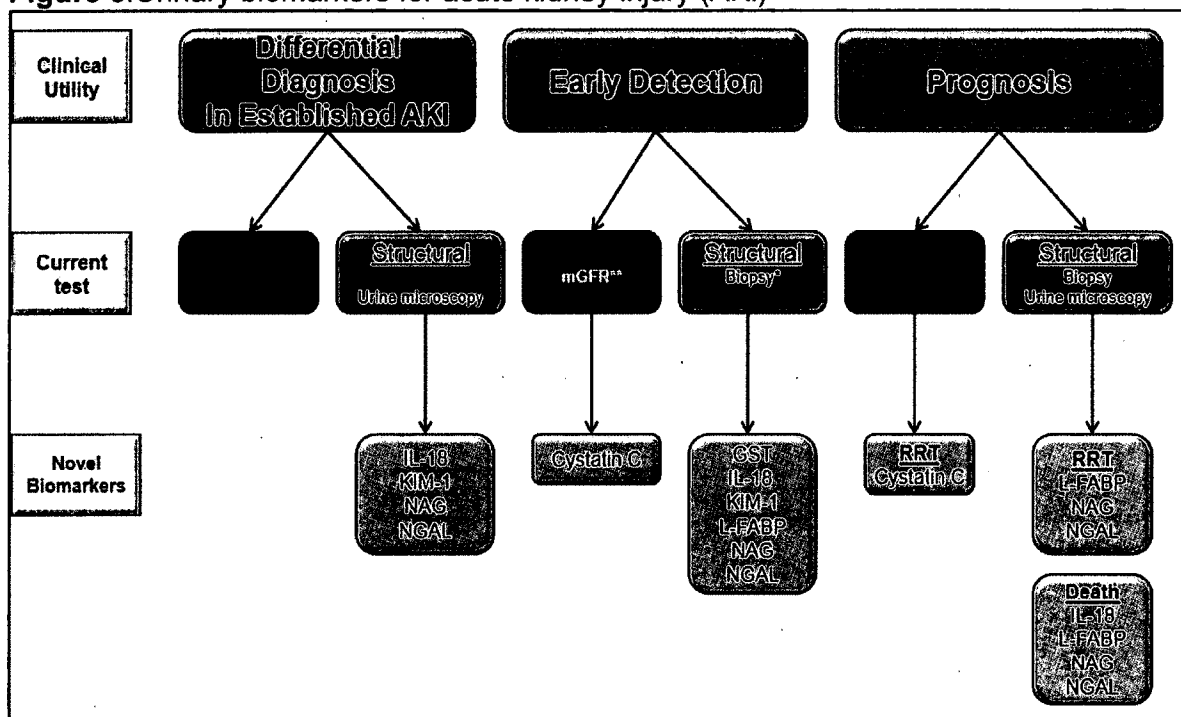 Clinical
Utility
Differential
Diagnosis
In Established AKI
Early Detection
Prognosis
Current
test
Structural
Urine microscopy
mGFR**
Structural
Biopsy*
Structural
Biopsy
Urine microscopy
Novel
Biomarkers
IL-18
KIM-1
NAG
NGAL
Cystatin C
GST
IL-18
KIM-1
L-FABP
NAG
NGAL
RRT
Cystatin C
RRT
L-FABP
NAG
NGAL
Death
IL-18
L-FABP
NAG
NGAL